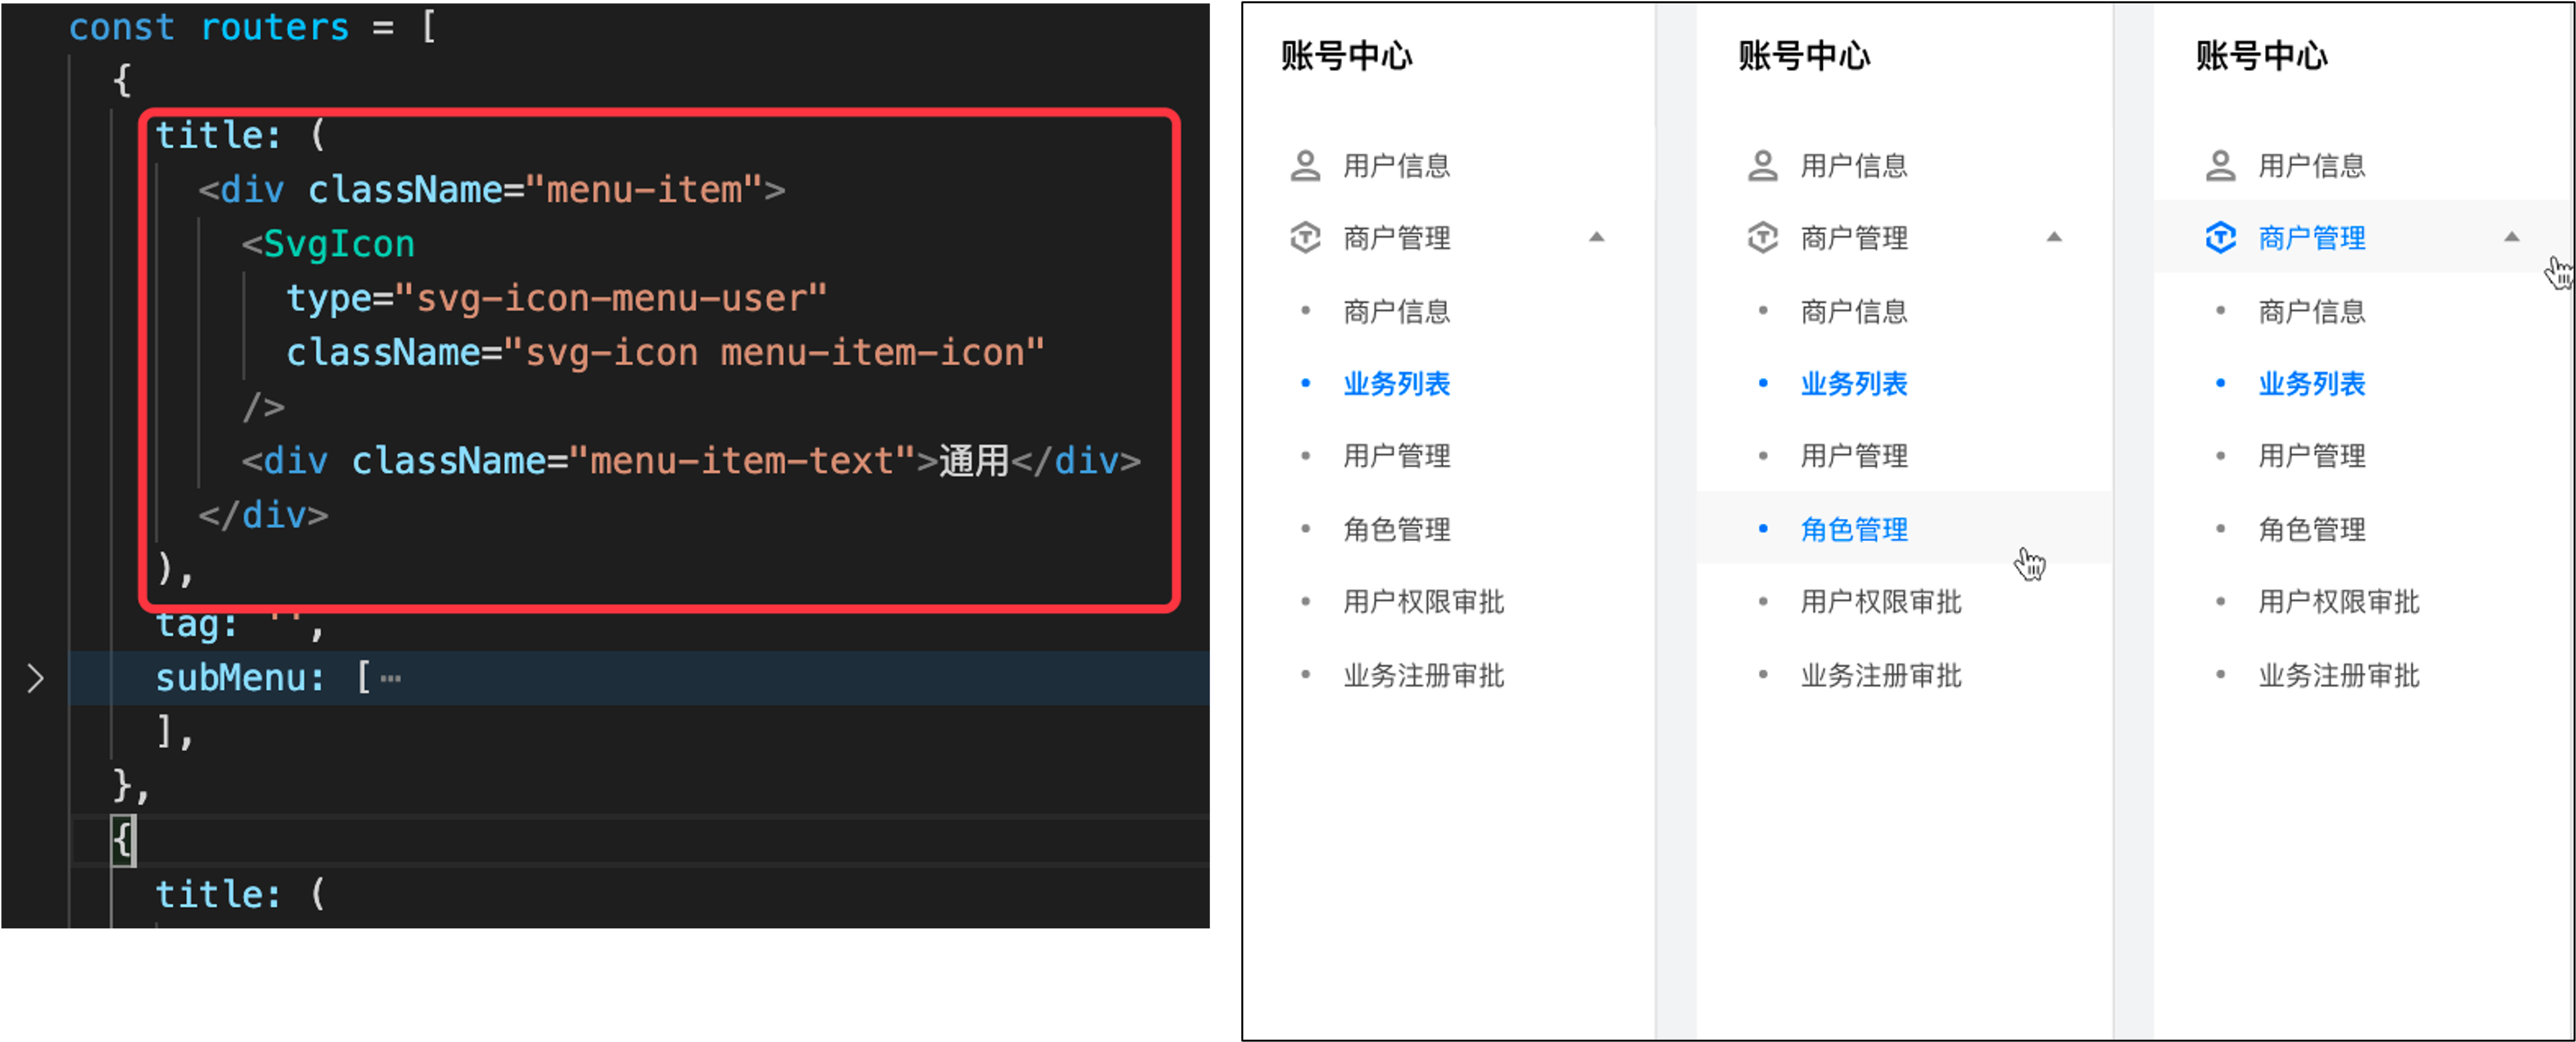 const routers = [
{
title: (
<div className="menu-item">
<SvgIcon
type="svg-icon-menu-user"
className="svg-icon menu-item-icon"
/>
<div className="menu-item-text">通用</div>
</div>
),
tag: '',
subMenu: [ ⋯
],
},
{
title: (
账号中心
用户信息
商户管理
商户信息
业务列表
用户管理
角色管理
用户权限审批
业务注册审批
账号中心
用户信息
商户管理
商户信息
业务列表
用户管理
角色管理
用户权限审批
业务注册审批
账号中心
用户信息
商户管理
商户信息
业务列表
用户管理
角色管理
用户权限审批
业务注册审批